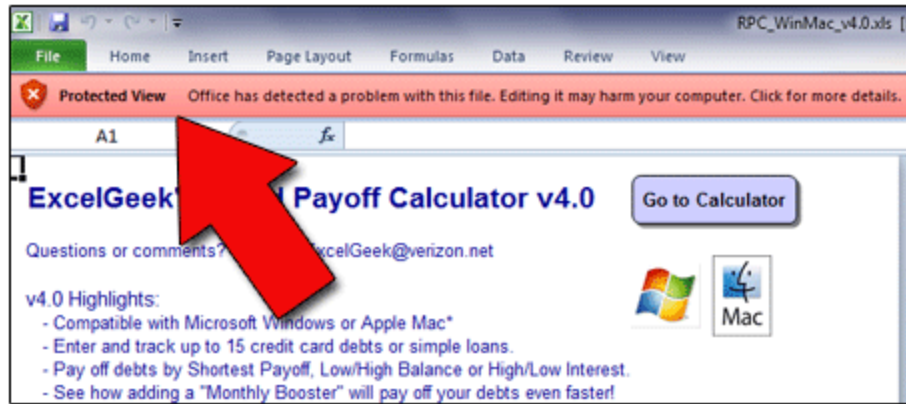 RPC_WinMac_v4.0.xls [
File Home Insert Page Layout Formulas Data Review View
Protected View Office has detected a problem with this file. Editing it may harm your computer. Click for more details.
A1 fx
ExcelGeek' Payoff Calculator v4.0
Go to Calculator
Questions or comments? ExcelGeek@verizon.net
v4.0 Highlights:
Mac
- Compatible with Microsoft Windows or Apple Mac*
- Enter and track up to 15 credit card debts or simple loans.
- Pay off debts by Shortest Payoff, Low/High Balance or High/Low Interest.
- See how adding a "Monthly Booster" will pay off your debts even faster!